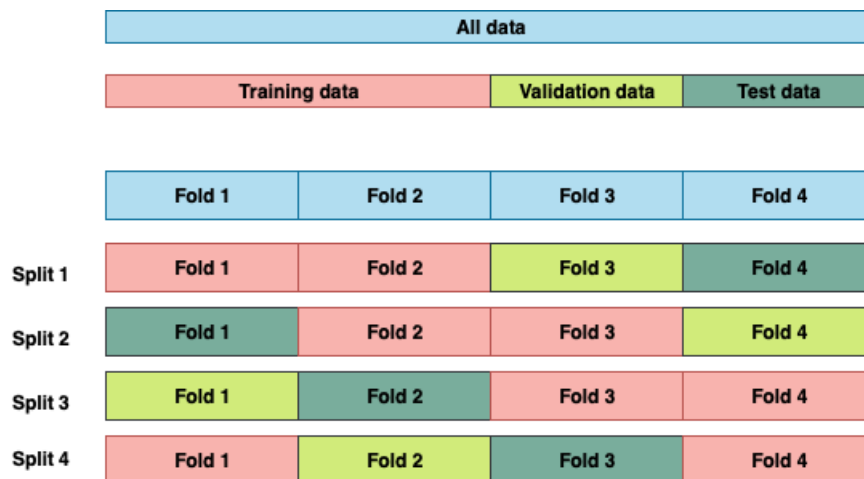 All data
Training data Validation data Test data
Fold 1 Fold 2 Fold 3 Fold 4
Split 1 Fold 1 Fold 2 Fold 3 Fold 4
Split 2 Fold 1 Fold 2 Fold 3 Fold 4
Split 3 Fold 1 Fold 2 Fold 3 Fold 4
Split 4 Fold 1 Fold 2 Fold 3 Fold 4